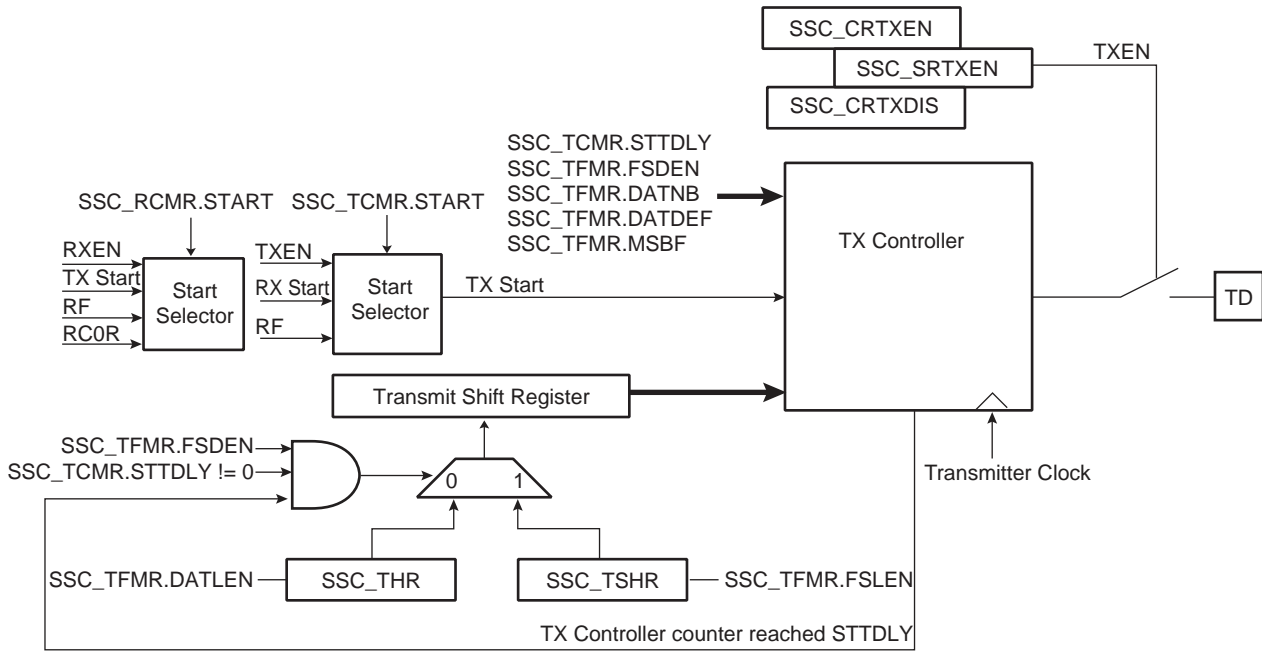 SSC_CRTXEN
SSC_SRTXEN
TXEN
SSC_CRTXDIS
SSC_TCMR.STTDLY
SSC_TFMR.FSDEN
SSC_TFMR.DATNB
SSC_TFMR.DATDEF
SSC_TFMR.MSBF
SSC_RCMR.START
SSC_TCMR.START
RXEN
TX Start
RF
RC0R
Start
Selector
TXEN
RX Start
RF
Start
Selector
TX Start
TX Controller
TD
Transmit Shift Register
Transmitter Clock
SSC_TFMR.FSDEN
SSC_TCMR.STTDLY != 0
0
1
SSC_TFMR.DATLEN
SSC_THR
SSC_TSHR
SSC_TFMR.FSLEN
TX Controller counter reached STTDLY